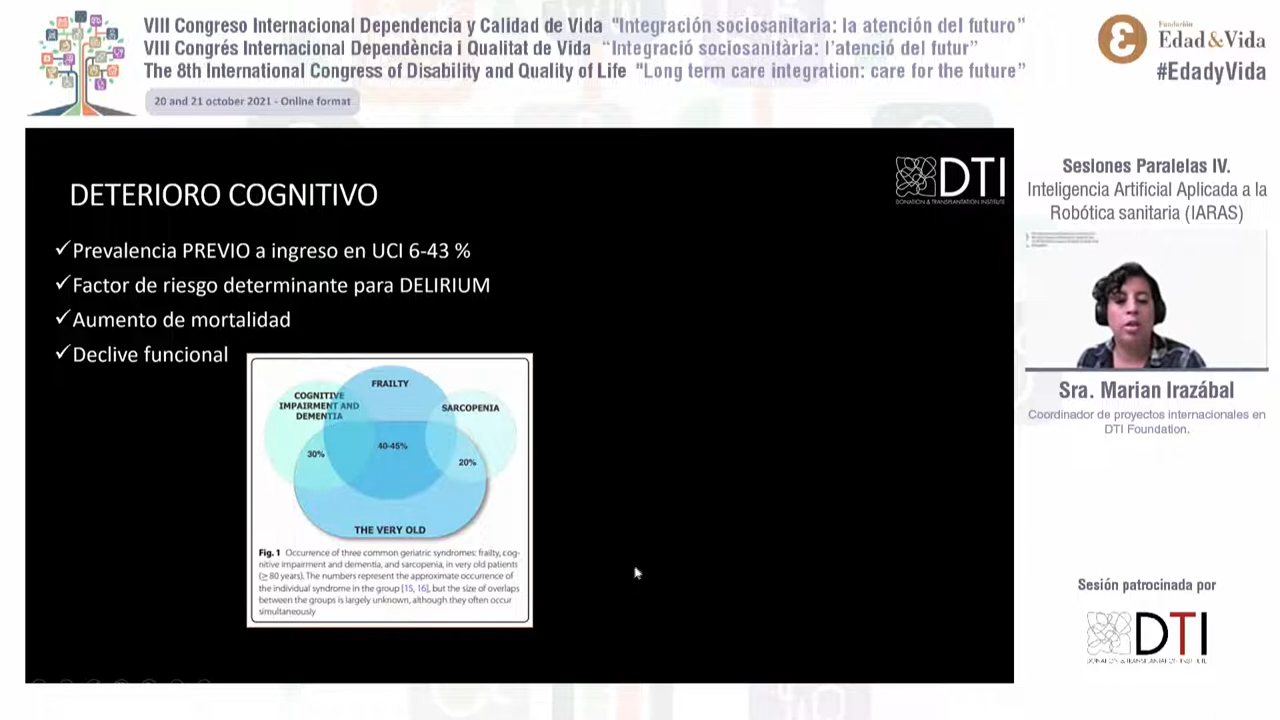 VIII Congreso Internacional Dependencia y Calidad de Vida "Integración sociosanitaria: la atención del futuro"
VIII Congrés Internacional Dependència i Qualitat de Vida "Integració sociosanitària: l'atenció del futur"
The 8th International Congress of Disability and Quality of Life "Long term care integration: care for the future"
20 and 21 october 2021 - Online format
Fundación
Edad&Vida
#EdadyVida
DTI
DONATION & TRANSPLANTATION INSTITUTE
DETERIORO COGNITIVO
✓Prevalencia PREVIO a ingreso en UCI 6-43 %
✓Factor de riesgo determinante para DELIRIUM
✓Aumento de mortalidad
✓Declive funcional
FRAILTY
COGNITIVE
IMPAIRMENT AND
DEMENTIA
SARCOPENIA
40-45%
30%
20%
THE VERY OLD
Fig. 1 Occurrence of three common geriatric syndromes: frailty, cog-
nitive impairment and dementia, and sarcopenia, in very old patients
(≥ 80 years). The numbers represent the approximate occurrence of
the individual syndrome in the group [15, 16], but the size of overlaps
between the groups is largely unknown, although they often occur
simultaneously
Sesiones Paralelas IV.
Inteligencia Artificial Aplicada a la
Robótica sanitaria (IARAS)
Sra. Marian Irazábal
Coordinador de proyectos internacionales en
DTI Foundation.
Sesión patrocinada por
DTI
DONATION & TRANSPLANTATION INSTITUTE